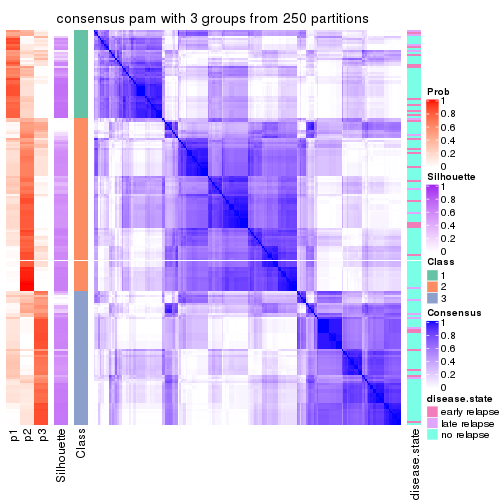 consensus pam with 3 groups from 250 partitions
Prob
1
0.8
0.6
0.4
0.2
0
Silhouette
1
0.8
0.6
0.4
0.2
0
Class
1
2
3
Consensus
1
0.8
0.6
0.4
0.2
0
disease.state
early relapse
late relapse
no relapse
p1
p2
p3
Silhouette
Class
disease.state